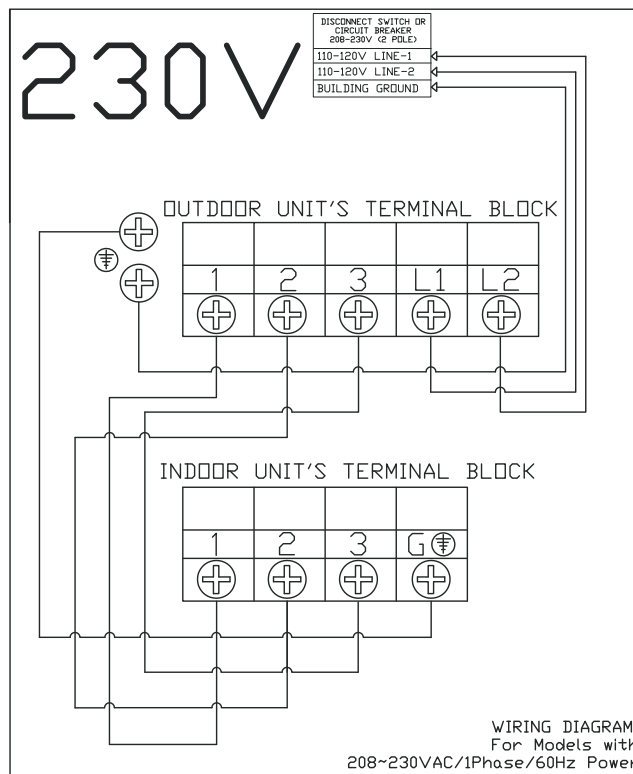 230V
DISCONNECT SWITCH OR
CIRCUIT BREAKER
208-230V (2 POLE)
110-120V LINE-1
110-120V LINE-2
BUILDING GROUND
OUTDOOR UNIT'S TERMINAL BLOCK
1 2 3 L1 L2
INDOOR UNIT'S TERMINAL BLOCK
1 2 3 G
WIRING DIAGRAM
For Models with
208~230VAC/1Phase/60Hz Power